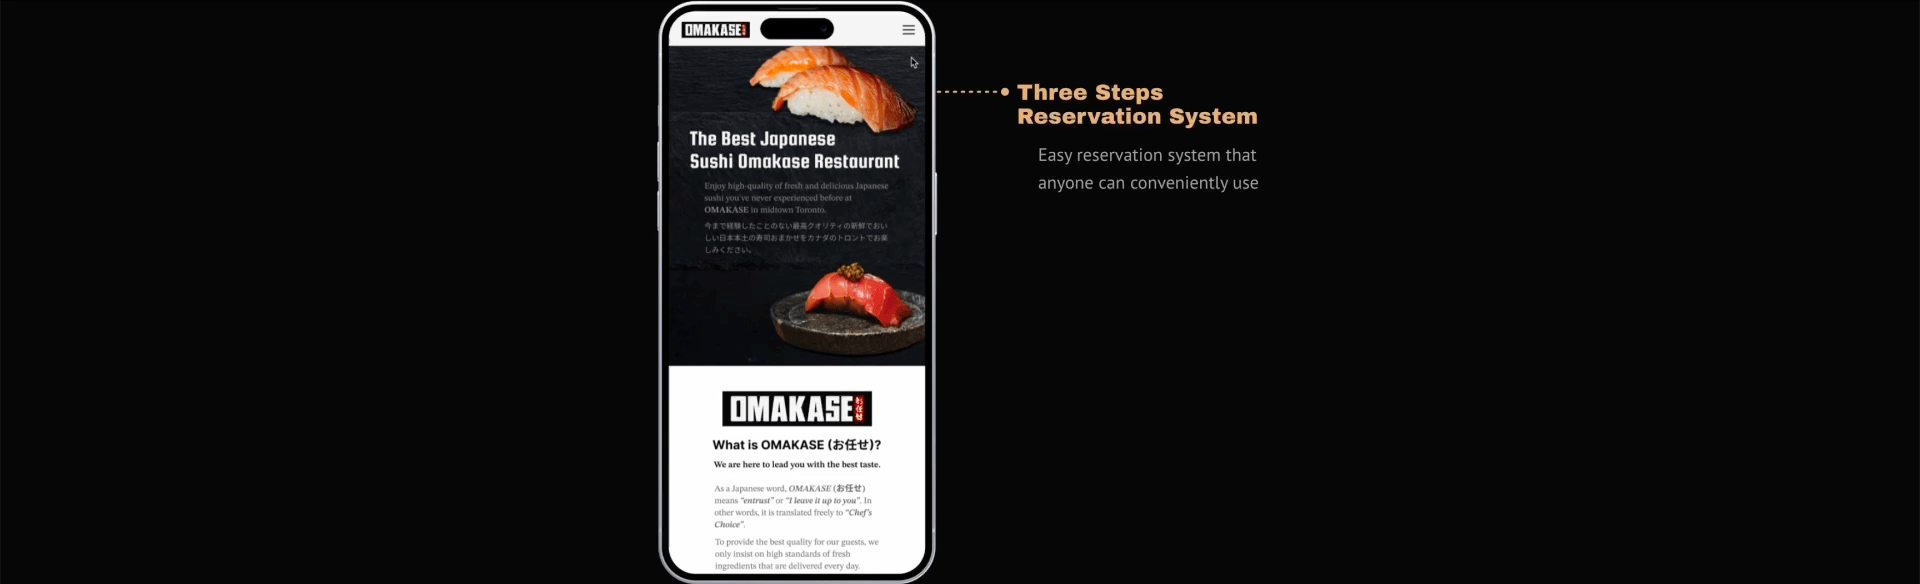 OMAKASE
The Best Japanese
Sushi Omakase Restaurant
Enjoy high-quality of fresh and delicious Japanese
sushi you've never experienced before at
OMAKASE in midtown Toronto.
今まで経験したことのない最高クオリティの新鮮でおい
しい日本本土の寿司おまかせをカナダのトロントでお楽
しみください。
OMAKASE お任せ
What is OMAKASE (お任せ)?
We are here to lead you with the best taste.
As a Japanese word, OMAKASE (お任せ)
means "entrust" or "I leave it up to you". In
other words, it is translated freely to "Chef's
Choice".
To provide the best quality for our guests, we
only insist on high standards of fresh
ingredients that are delivered every day.
Three Steps
Reservation System
Easy reservation system that
anyone can conveniently use